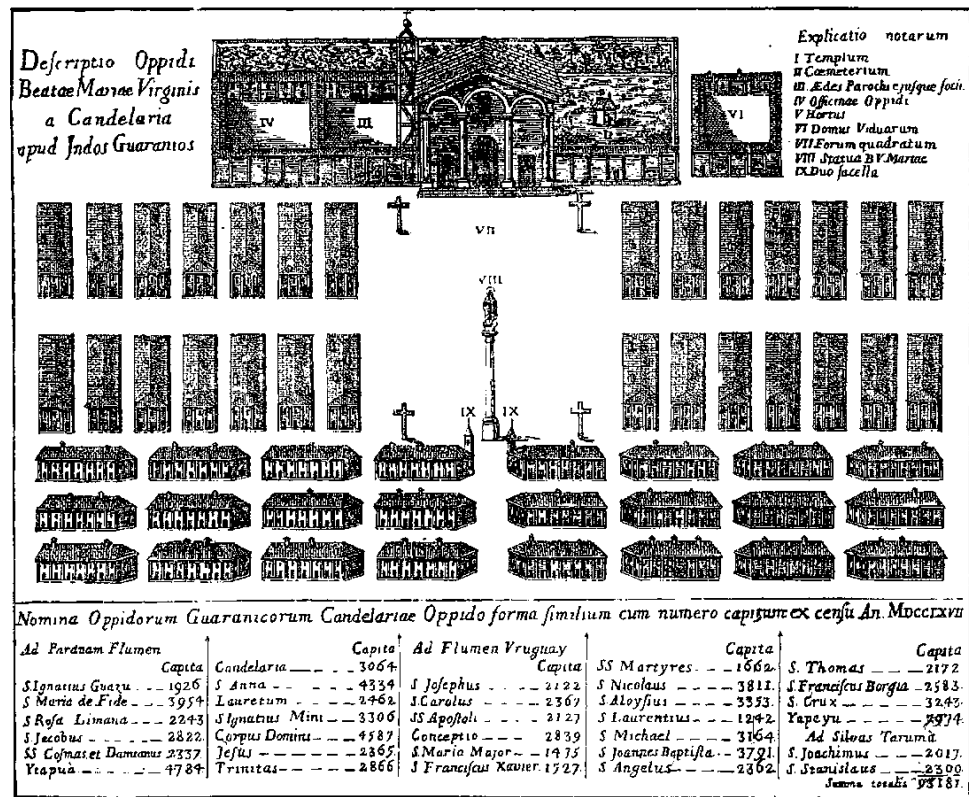 Deſcriptio Oppidi
Beatae Mariae Virginis
a Candelaria
apud Indos Guaranios
Explicatio notarum
I Templum
II Cœmeterium
III Ædes Parochi ejuſque ſocii
IV Officinae Oppidi
V Hortus
VI Domus Viduarum
VII Forum quadratum
VIII Statua B V. Mariae
IX Duo ſacella
IV
III
VI
VII
VIII
IX
IX
Nomina Oppidorum Guaranicorum Candelariae Oppido forma ſimilium cum numero capitum ex cenſu An. MDCCLXVII
Ad Paranam Flumen
Capita
S. Ignatius Guazu 1926
S Maria de Fide 3954
S Roſa Limana 2243
S. Jacobus 2822
SS Coſmas et Damianus 2337
Ytapua 4784
Capita
Candelaria 3064
S Anna 4334
Lauretum 2462
S Ignatius Mini 3306
Corpus Domini 4587
Jeſus 2365
Trinitas 2866
Ad Flumen Vruguay
Capita
S Joſephus 2122
S. Carolus 2367
SS Apoſtoli 2127
Conceptio 2839
S. Maria Major 1475
S Franciſcus Xavier 1527
Capita
SS Martyres 1662
S Nicolaus 3811
S Aloyſius 3353
S Laurentius 1242
S Michael 3164
S Joannes Baptiſta 3791
S Angelus 2362
Capita
S. Thomas 2172
S. Franciſcus Borgia 2583
S. Crux 3243
Yapeyu 7974
Ad Silvas Taruma
S. Joachimus 2017
S. Stanislaus 2300
Summa totalis 93181